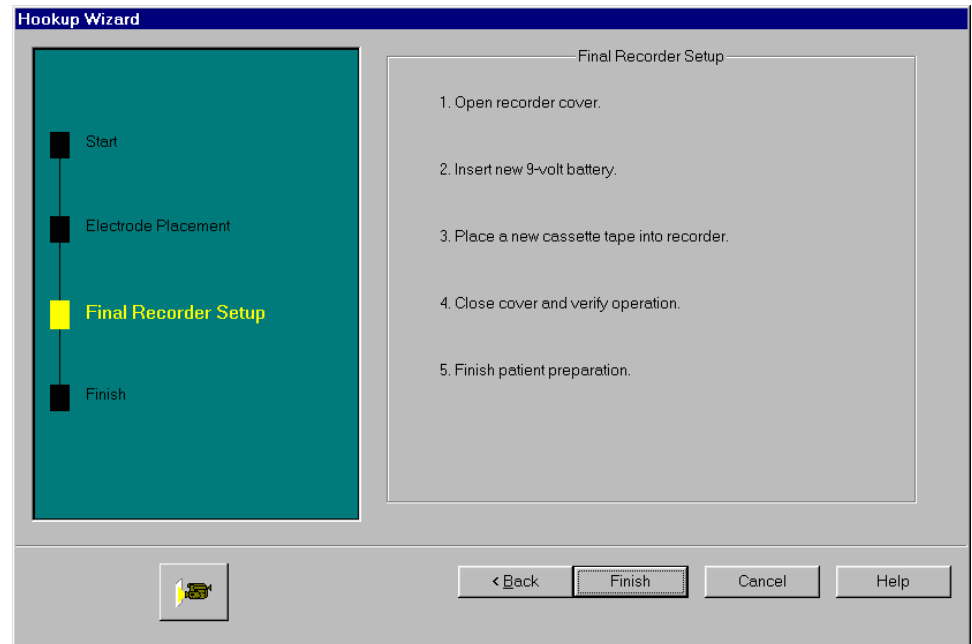 Hookup Wizard
Start
Electrode Placement
Final Recorder Setup
Finish
Final Recorder Setup
1. Open recorder cover.
2. Insert new 9-volt battery.
3. Place a new cassette tape into recorder.
4. Close cover and verify operation.
5. Finish patient preparation.
< Back
Finish
Cancel
Help